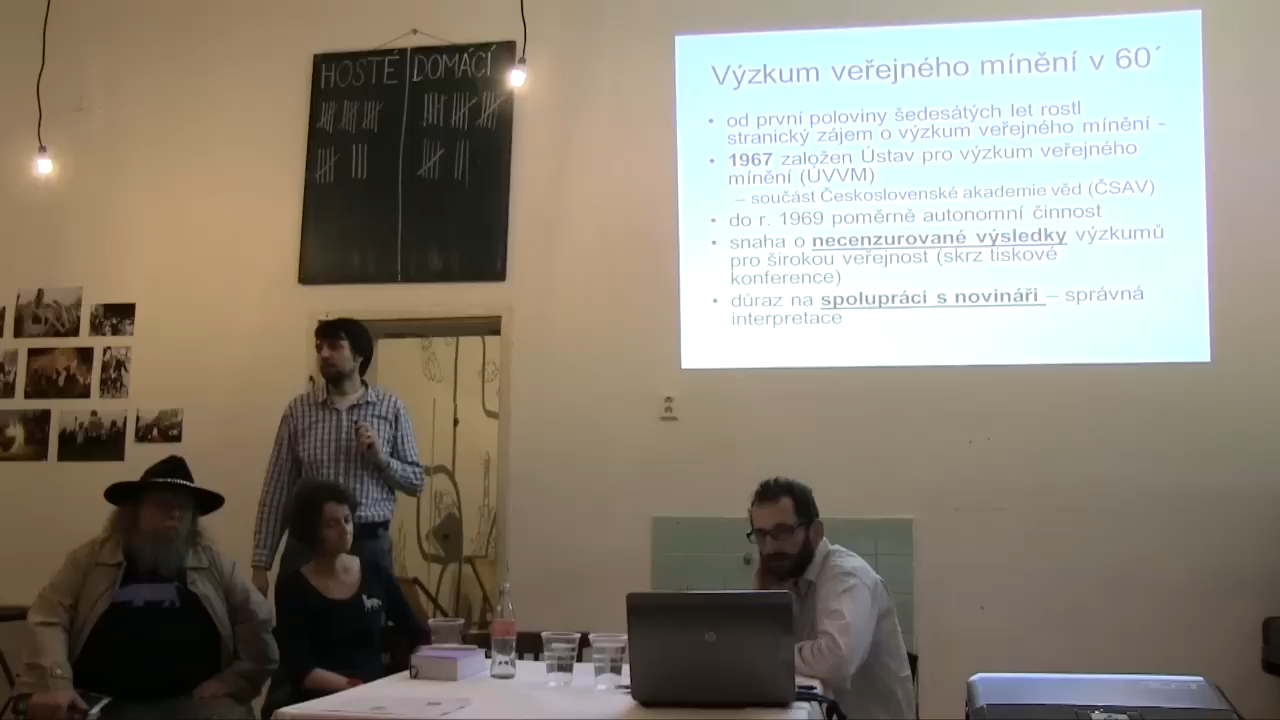 HOSTÉ DOMÁCÍ
Výzkum veřejného mínění v 60´
• od první poloviny šedesátých let rostl
stranický zájem o výzkum veřejného mínění -
• 1967 založen Ústav pro výzkum veřejného
mínění (ÚVVM)
– součást Československé akademie věd (ČSAV)
• do r. 1969 poměrně autonomní činnost
• snaha o necenzurované výsledky výzkumů
pro širokou veřejnost (skrz tiskové
konference)
• důraz na spolupráci s novináři – správná
interpretace
hp